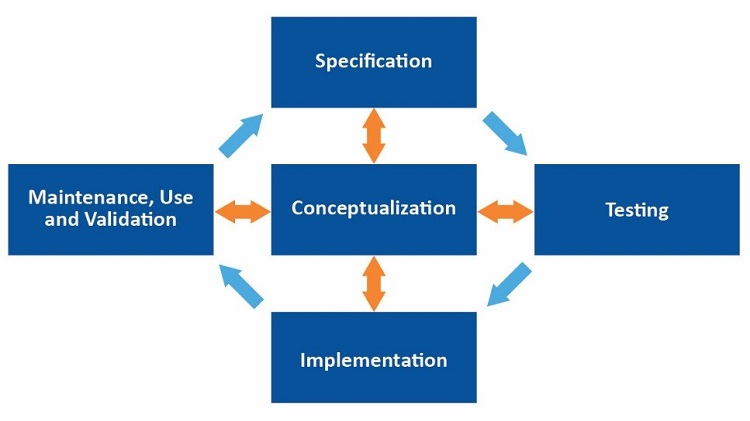 Specification
Maintenance, Use
and Validation
Conceptualization
Testing
Implementation